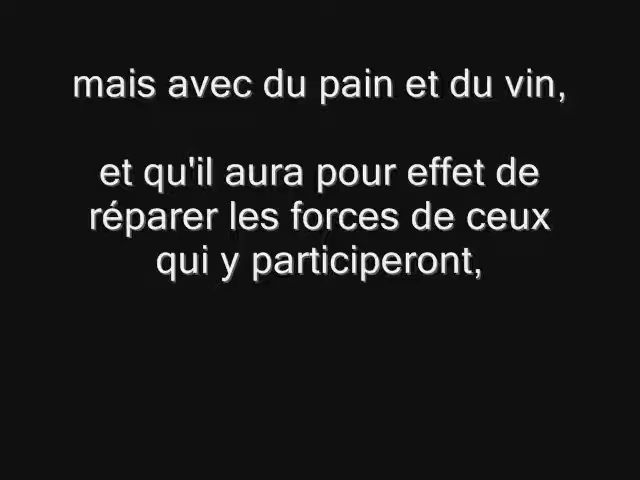 mais avec du pain et du vin,
et qu'il aura pour effet de
réparer les forces de ceux
qui y participeront,